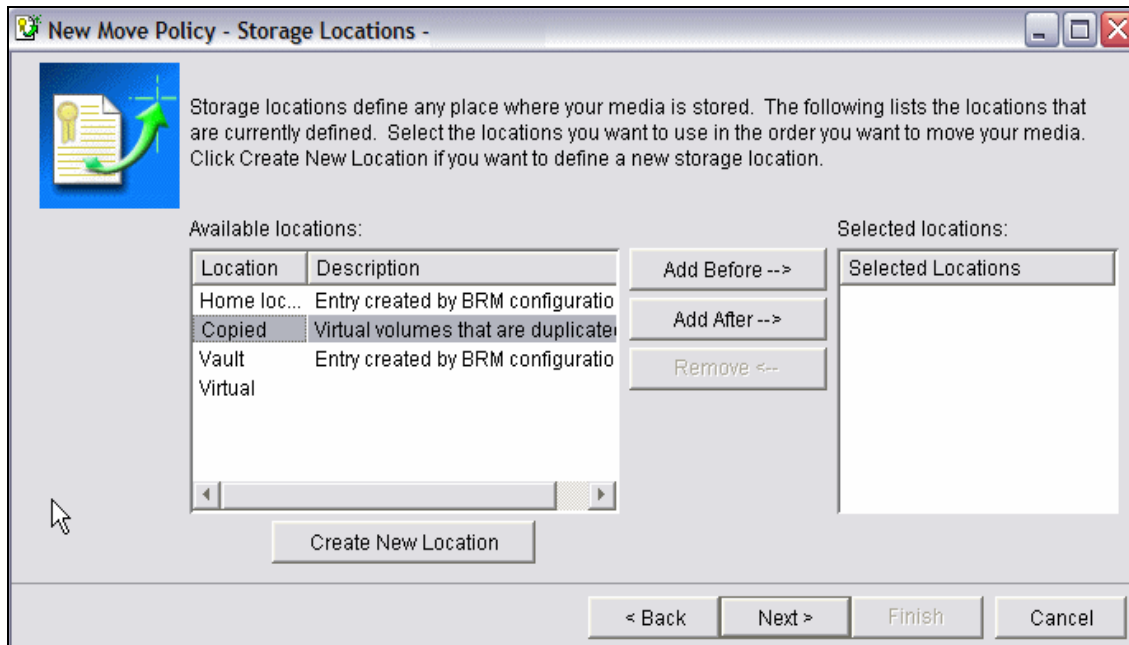 New Move Policy - Storage Locations -
Storage locations define any place where your media is stored. The following lists the locations that
are currently defined. Select the locations you want to use in the order you want to move your media.
Click Create New Location if you want to define a new storage location.
Available locations:
Selected locations:
Location Description
Home loc... Entry created by BRM configuratio
Copied Virtual volumes that are duplicate
Vault Entry created by BRM configuratio
Virtual
Add Before -->
Add After -->
Remove <--
Selected Locations
Create New Location
< Back Next > Finish Cancel